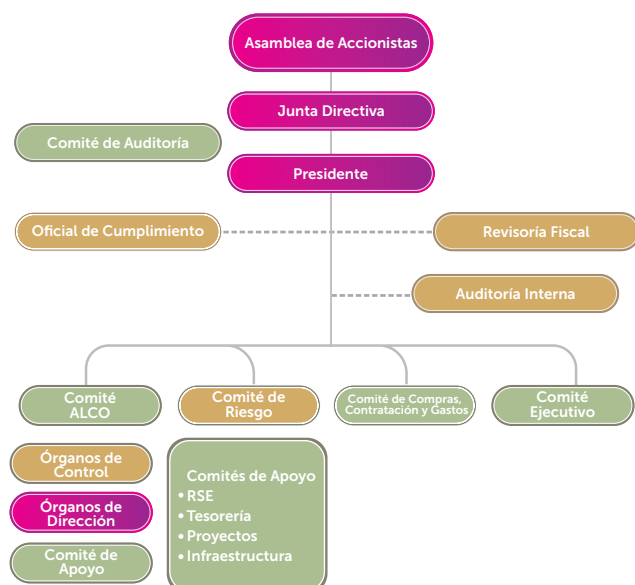 Asamblea de Accionistas
Junta Directiva
Comité de Auditoría
Presidente
Oficial de Cumplimiento
Revisoría Fiscal
Auditoría Interna
Comité
ALCO
Comité de
Riesgo
Comité de Compras,
Contratación y Gastos
Comité
Ejecutivo
Órganos de
Control
Órganos de
Dirección
Comité de
Apoyo
Comités de Apoyo
• RSE
• Tesorería
• Proyectos
• Infraestructura